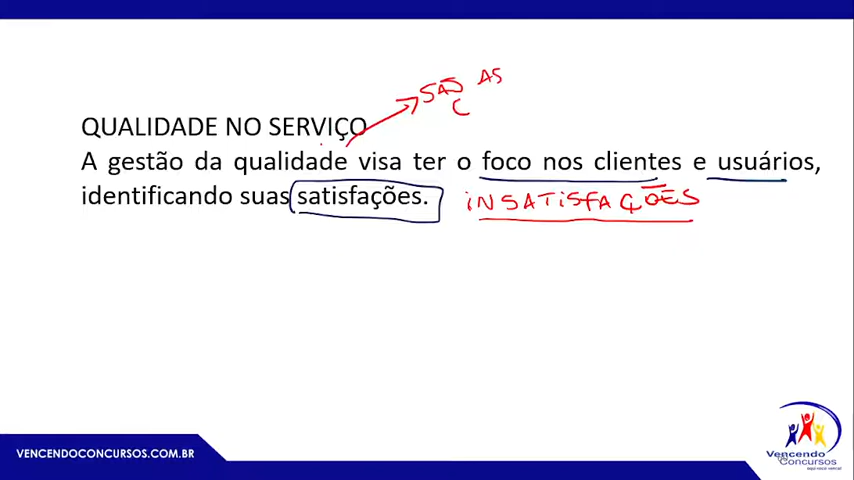 SÃO AS
C
QUALIDADE NO SERVIÇO
A gestão da qualidade visa ter o foco nos clientes e usuários,
identificando suas satisfações. iNSATiSFAÇÕES
VENCENDOCONCURSOS.COM.BR
Vencendo
Concursos